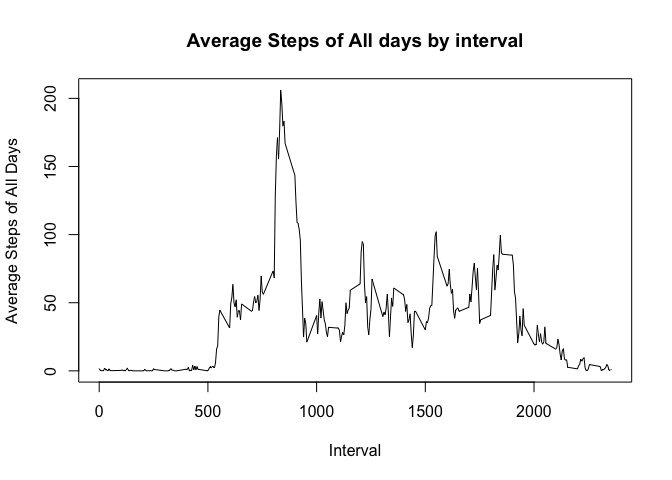 Average Steps of All days by interval
Average Steps of All Days
200
150
100
50
0
0 500 1000 1500 2000
Interval